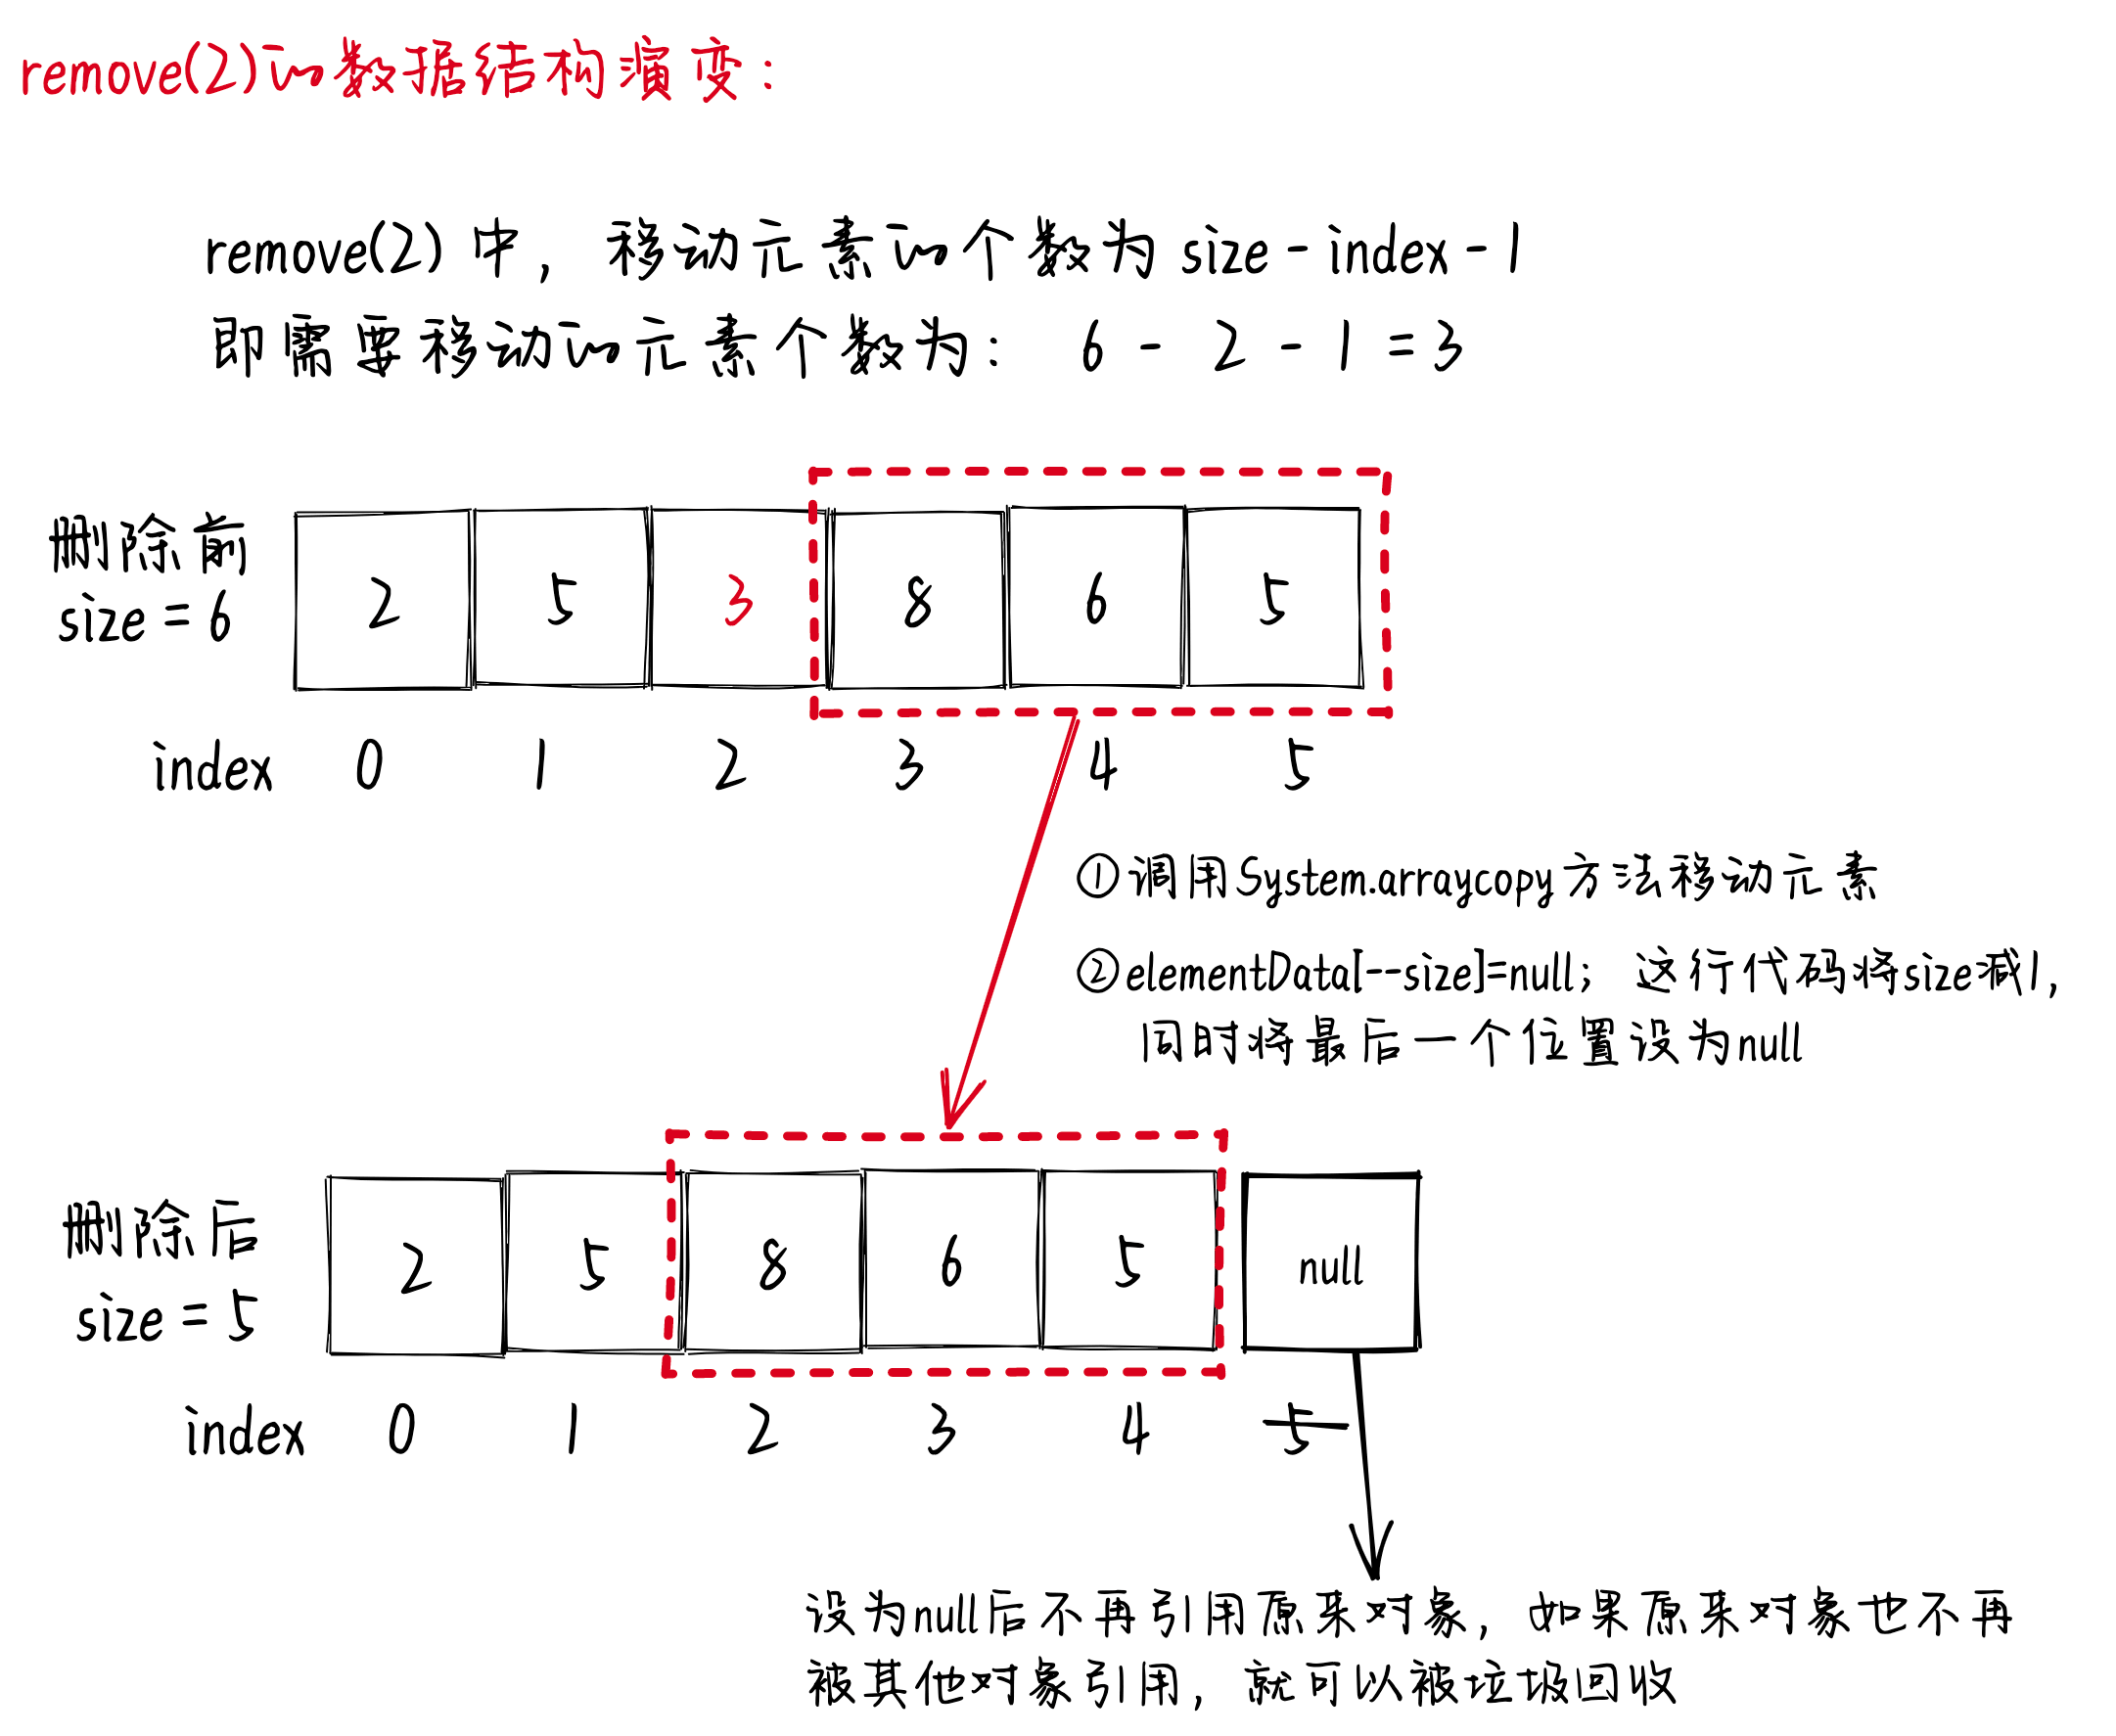 remove(2)的数据结构演变：
remove(2) 中，移动元素的个数为 size - index - 1
即需要移动的元素个数为： 6 - 2 - 1 = 3
删除前
size = 6
2 5 3 8 6 5
index 0 1 2 3 4 5
①调用System.arraycopy方法移动元素
②elementData[--size]=null； 这行代码将size减1，
同时将最后一个位置设为null
删除后
size = 5
2 5 8 6 5 null
index 0 1 2 3 4 5
设为null后不再引用原来对象，如果原来对象也不再
被其他对象引用，就可以被垃圾回收